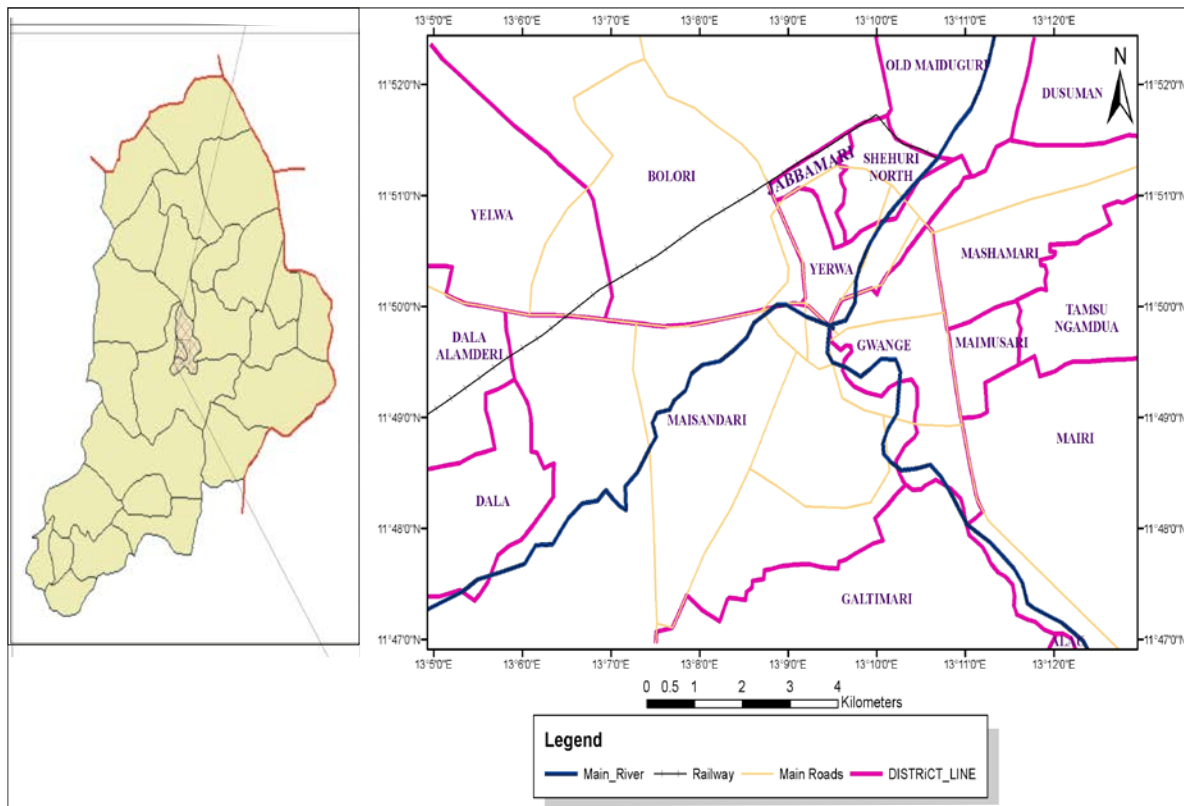 13°5'0"E 13°6'0"E 13°7'0"E 13°8'0"E 13°9'0"E 13°10'0"E 13°11'0"E 13°12'0"E
N
OLD MAIDUGURI
11°52'0"N 11°52'0"N
DUSUMAN
JABBAMARI
SHEHURI
NORTH
BOLORI
11°51'0"N 11°51'0"N
YELWA
MASHAMARI
YERWA
11°50'0"N 11°50'0"N
TAMSU
NGAMDUA
DALA
ALAMDERI
GWANGE
MAIMUSARI
11°49'0"N 11°49'0"N
MAISANDARI
MAIRI
DALA
11°48'0"N 11°48'0"N
GALTIMARI
11°47'0"N 11°47'0"N
13°5'0"E 13°6'0"E 13°7'0"E 13°8'0"E 13°9'0"E 13°10'0"E 13°11'0"E 13°12'0"E
0 0.5 1 2 3 4
Kilometers
Legend
Main_River Railway Main Roads DISTRiCT_LINE